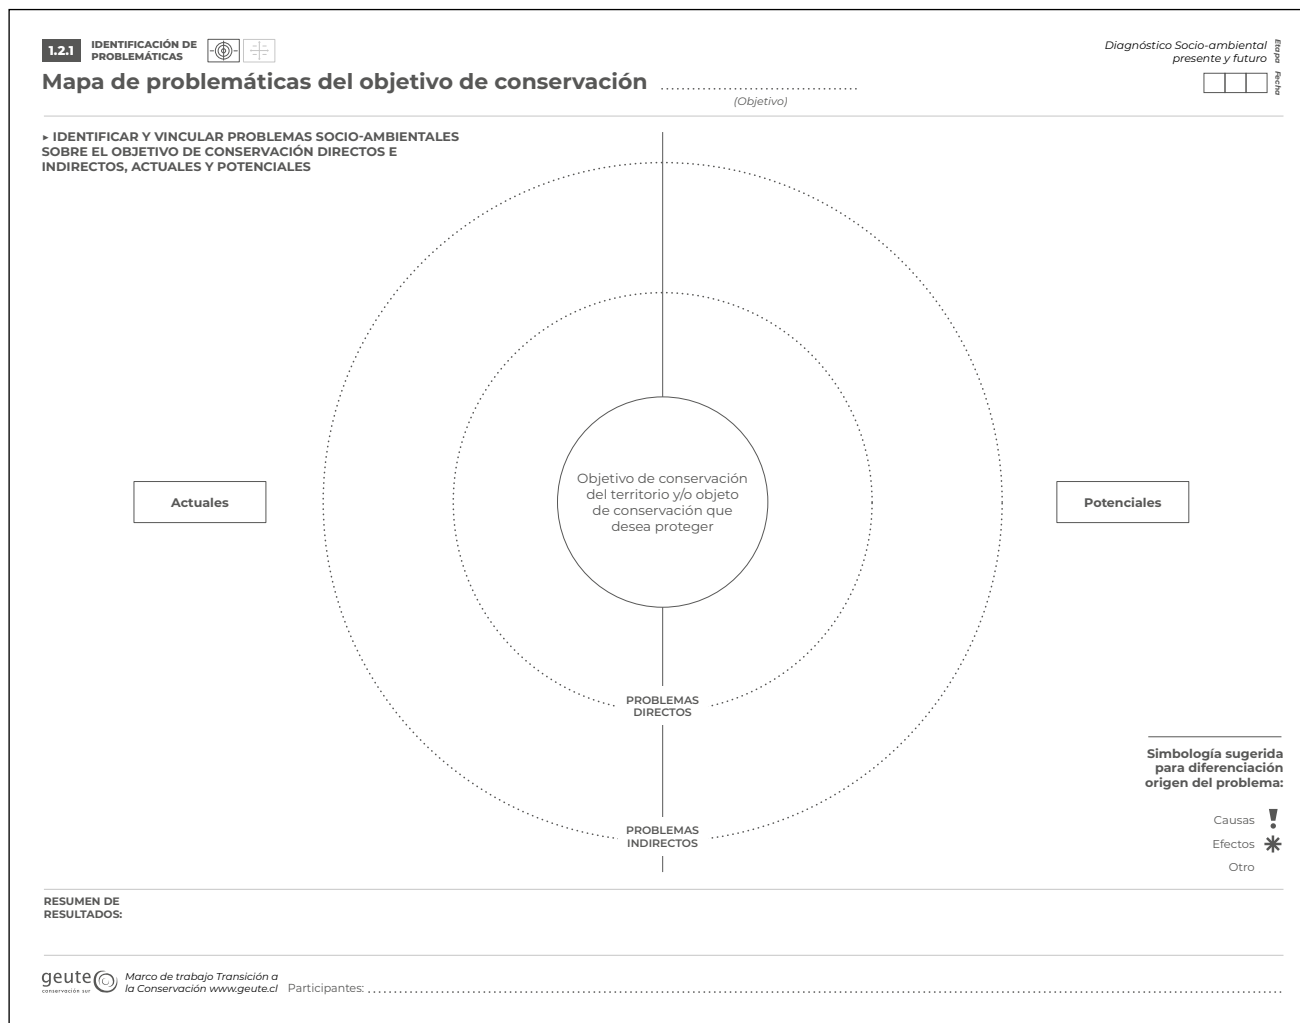 1.2.1
IDENTIFICACIÓN DE
PROBLEMÁTICAS
Mapa de problemáticas del objetivo de conservación
(Objetivo)
Diagnóstico Socio-ambiental
presente y futuro
Etapa
Fecha
▸ IDENTIFICAR Y VINCULAR PROBLEMAS SOCIO-AMBIENTALES
SOBRE EL OBJETIVO DE CONSERVACIÓN DIRECTOS E
INDIRECTOS, ACTUALES Y POTENCIALES
Actuales
Objetivo de conservación
del territorio y/o objeto
de conservación que
desea proteger
Potenciales
PROBLEMAS
DIRECTOS
PROBLEMAS
INDIRECTOS
Simbología sugerida
para diferenciación
origen del problema:
Causas
Efectos
Otro
RESUMEN DE
RESULTADOS:
geute
conservación sur
Marco de trabajo Transición a
la Conservación www.geute.cl
Participantes: